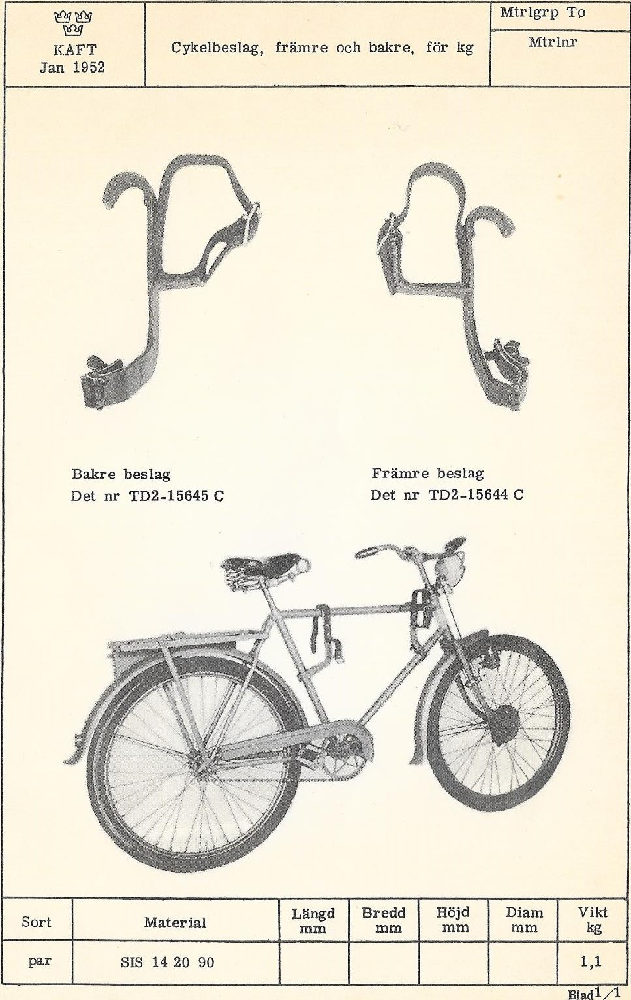 KAFT
Jan 1952
Cykelbeslag, främre och bakre, för kg
Mtrlgrp To
Mtrlnr
Bakre beslag
Det nr TD2-15645 C
Främre beslag
Det nr TD2-15644 C
Sort
Material
Längd
mm
Bredd
mm
Höjd
mm
Diam
mm
Vikt
kg
par
SIS 14 20 90
1,1
Blad 1/1